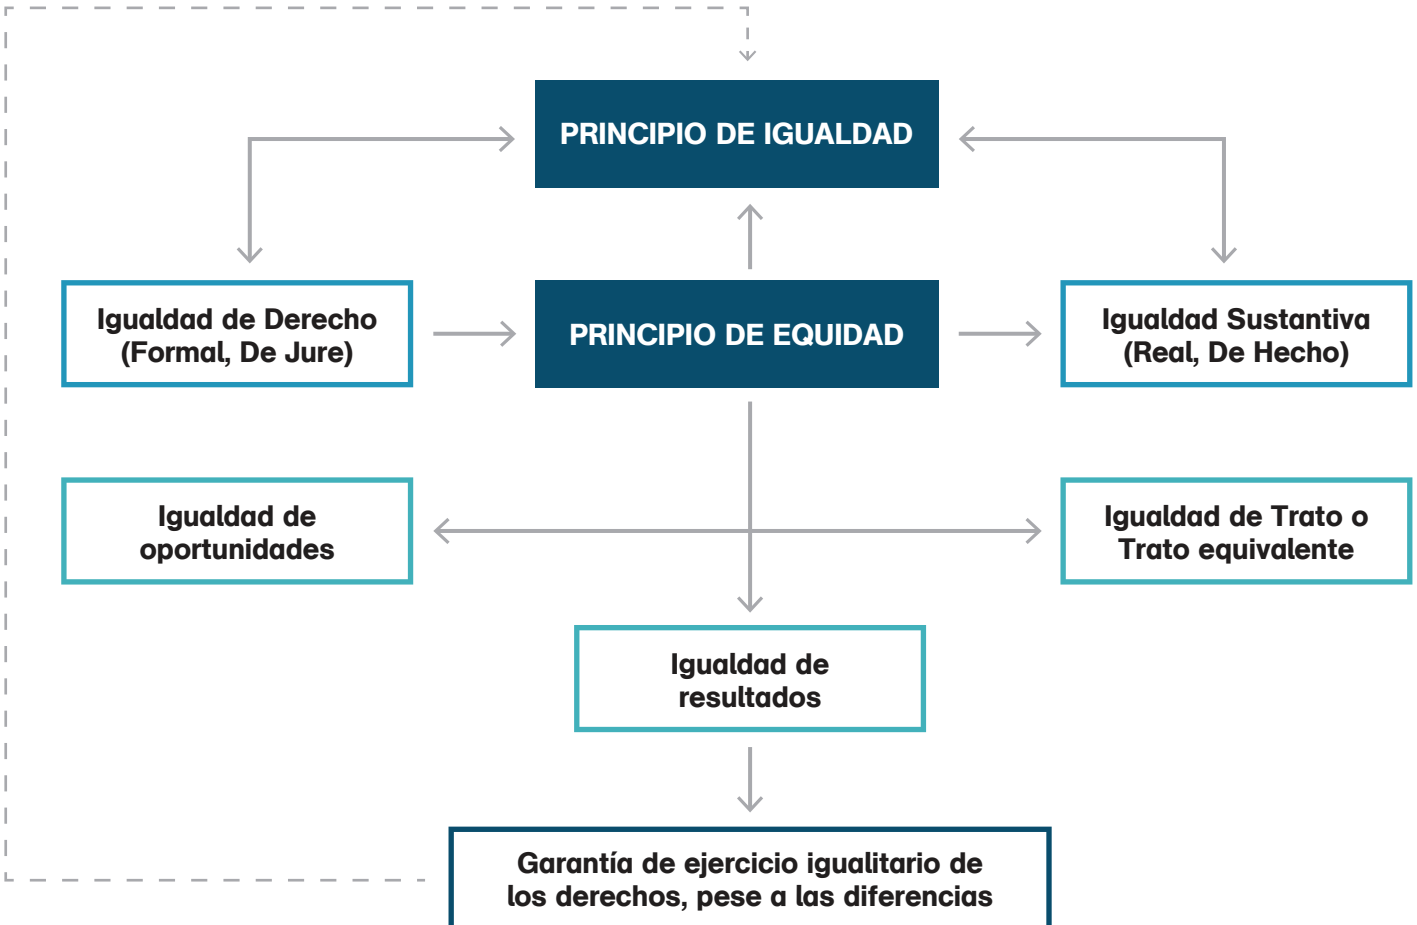 PRINCIPIO DE IGUALDAD
Igualdad de Derecho
(Formal, De Jure)
PRINCIPIO DE EQUIDAD
Igualdad Sustantiva
(Real, De Hecho)
Igualdad de
oportunidades
Igualdad de Trato o
Trato equivalente
Igualdad de
resultados
Garantía de ejercicio igualitario de
los derechos, pese a las diferencias